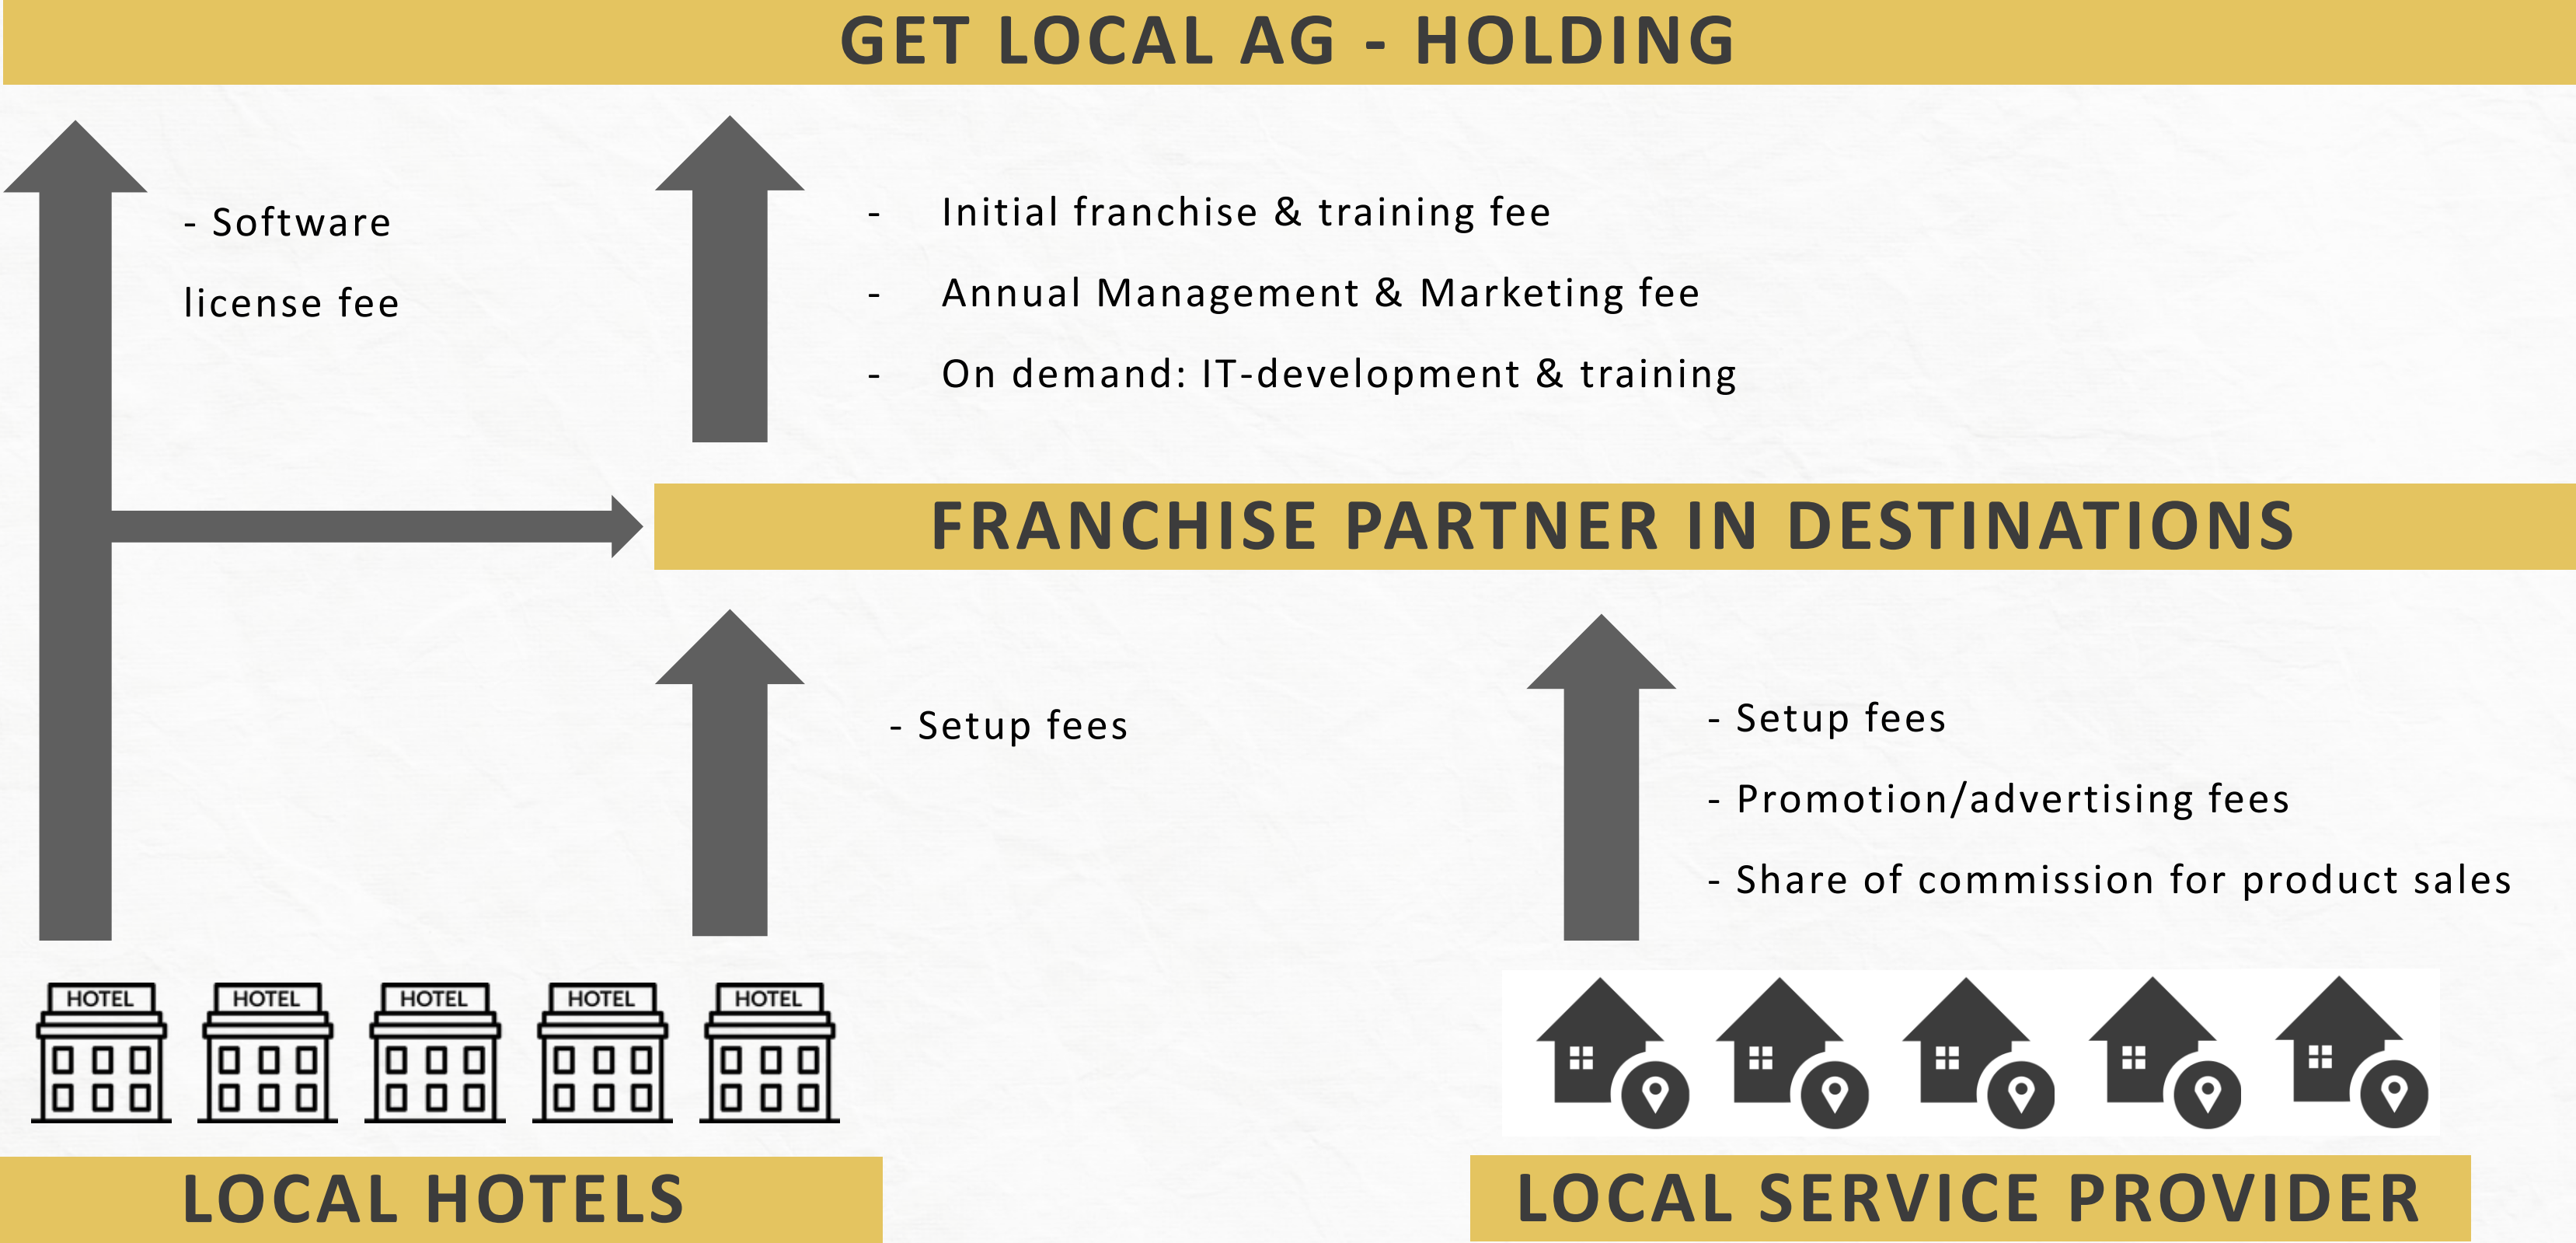 GET LOCAL AG - HOLDING
- Software
license fee
- Initial franchise & training fee
- Annual Management & Marketing fee
- On demand: IT-development & training
FRANCHISE PARTNER IN DESTINATIONS
- Setup fees
- Setup fees
- Promotion/advertising fees
- Share of commission for product sales
HOTEL HOTEL HOTEL HOTEL HOTEL
LOCAL HOTELS
LOCAL SERVICE PROVIDER